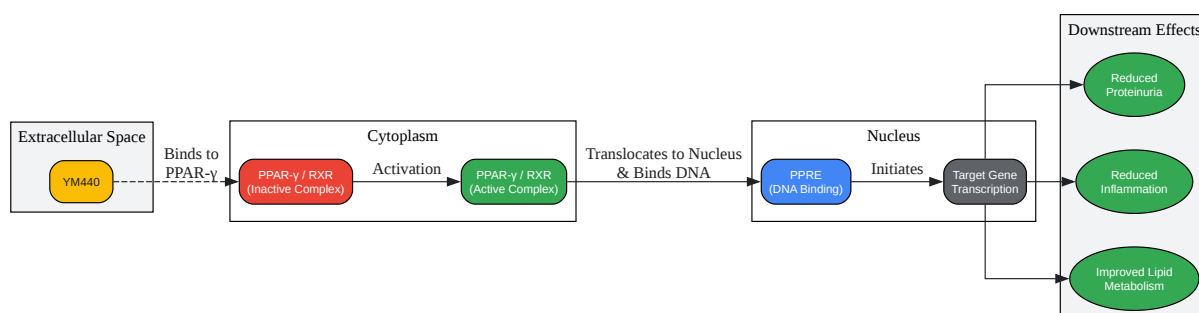 Extracellular Space
YM440
Binds to
PPAR-γ
Cytoplasm
PPAR-γ / RXR
(Inactive Complex)
Activation
PPAR-γ / RXR
(Active Complex)
Translocates to Nucleus
& Binds DNA
Nucleus
PPRE
(DNA Binding)
Initiates
Target Gene
Transcription
Downstream Effects
Reduced
Proteinuria
Reduced
Inflammation
Improved Lipid
Metabolism